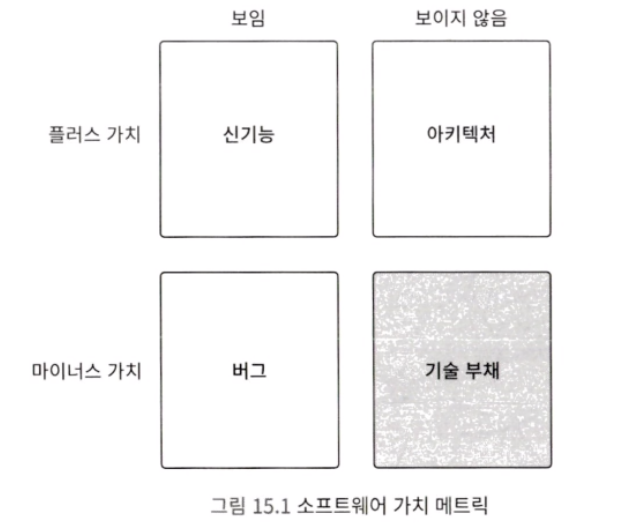 보임 보이지 않음
플러스 가치 신기능 아키텍처
마이너스 가치 버그 기술 부채
그림 15.1 소프트웨어 가치 메트릭